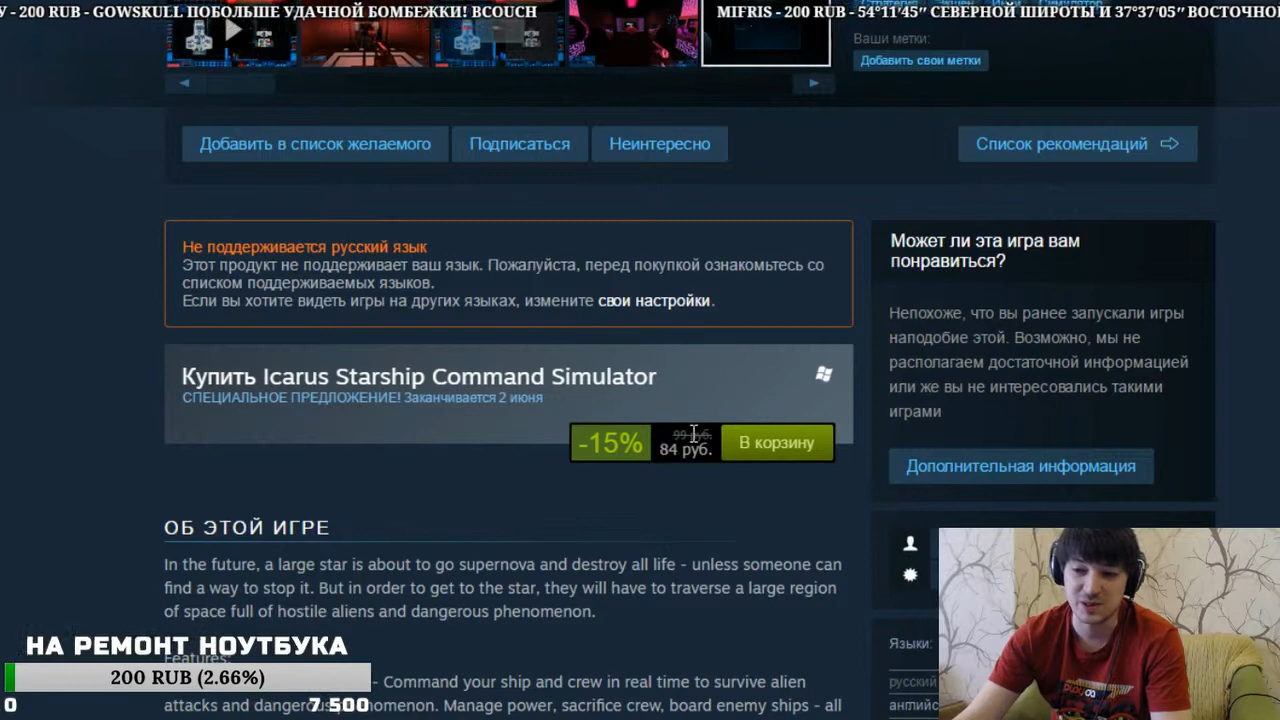 У - 200 RUB - GOWSKULL ПОБОЛЬШЕ УДАЧНОЙ БОМБЕЖКИ! BCOUCH
MIFRIS - 200 RUB - 54°11'45" СЕВЕРНОЙ ШИРОТЫ И 37°37'05" ВОСТОЧНО
Ваши метки:
Добавить свои метки
Добавить в список желаемого
Подписаться
Неинтересно
Список рекомендаций
Не поддерживается русский язык
Этот продукт не поддерживает ваш язык. Пожалуйста, перед покупкой ознакомьтесь со
списком поддерживаемых языков.
Если вы хотите видеть игры на других языках, измените свои настройки.
Может ли эта игра вам
понравиться?
Непохоже, что вы ранее запускали игры
наподобие этой. Возможно, мы не
располагаем достаточной информацией
или же вы не интересовались такими
играми
Дополнительная информация
Купить Icarus Starship Command Simulator
СПЕЦИАЛЬНОЕ ПРЕДЛОЖЕНИЕ! Заканчивается 2 июня
-15%
99 руб.
84 руб.
В корзину
ОБ ЭТОЙ ИГРЕ
In the future, a large star is about to go supernova and destroy all life - unless someone can
find a way to stop it. But in order to get to the star, they will have to traverse a large region
of space full of hostile aliens and dangerous phenomenon.
НА РЕМОНТ НОУТБУКА
Features:
200 RUB (2.66%)
0
7 500
- Command your ship and crew in real time to survive alien
attacks and dangerous phenomenon. Manage power, sacrifice crew, board enemy ships - all
Языки:
русский
английс